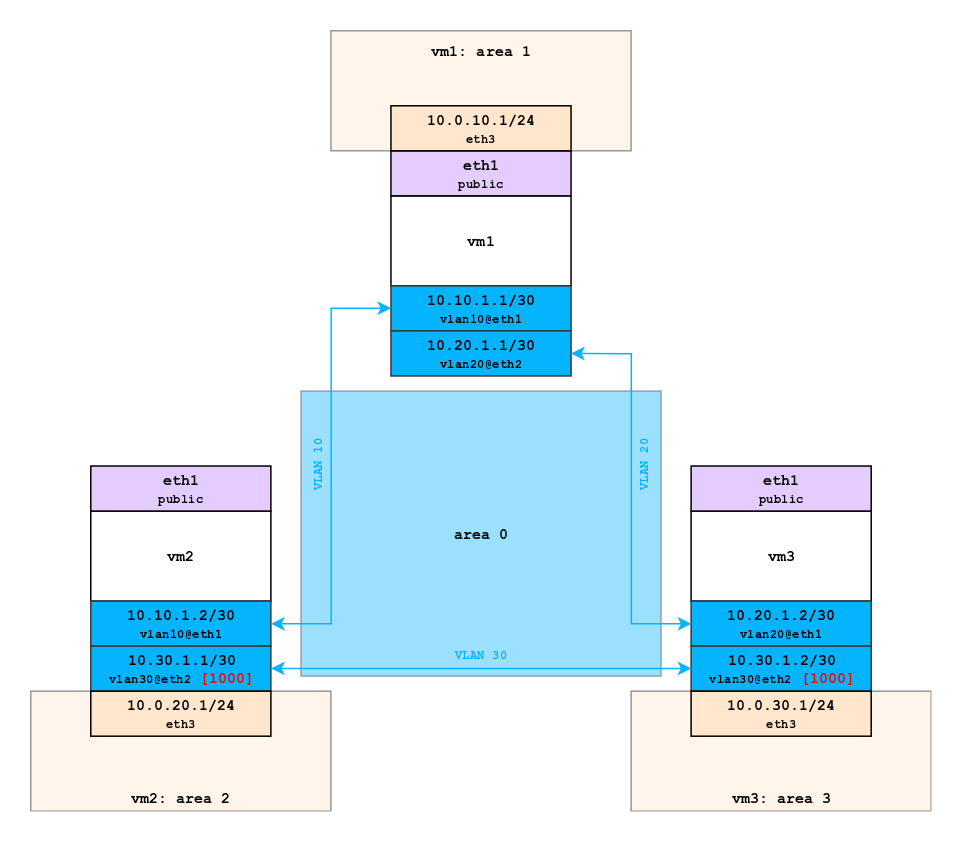 vm1: area 1
10.0.10.1/24
eth3
eth1
public
vm1
10.10.1.1/30
vlan10@eth1
10.20.1.1/30
vlan20@eth2
VLAN 10
VLAN 20
area 0
VLAN 30
eth1
public
vm2
10.10.1.2/30
vlan10@eth1
10.30.1.1/30
vlan30@eth2 [1000]
10.0.20.1/24
eth3
vm2: area 2
eth1
public
vm3
10.20.1.2/30
vlan20@eth1
10.30.1.2/30
vlan30@eth2 [1000]
10.0.30.1/24
eth3
vm3: area 3